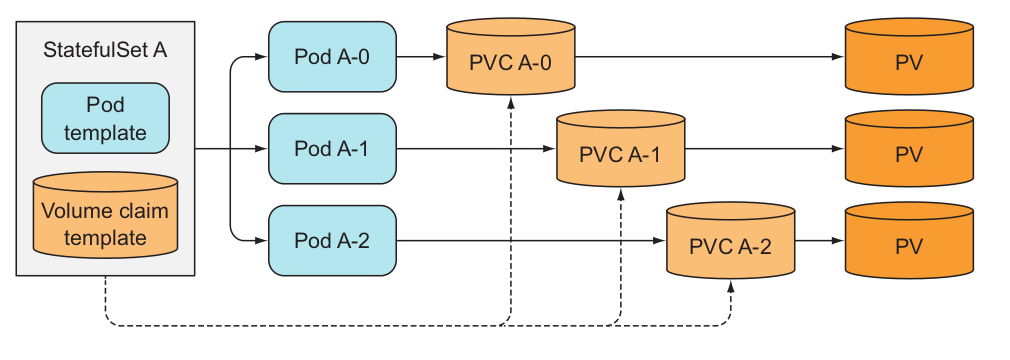 StatefulSet A
Pod
template
Volume claim
template
Pod A-0
PVC A-0
PV
Pod A-1
PVC A-1
PV
Pod A-2
PVC A-2
PV